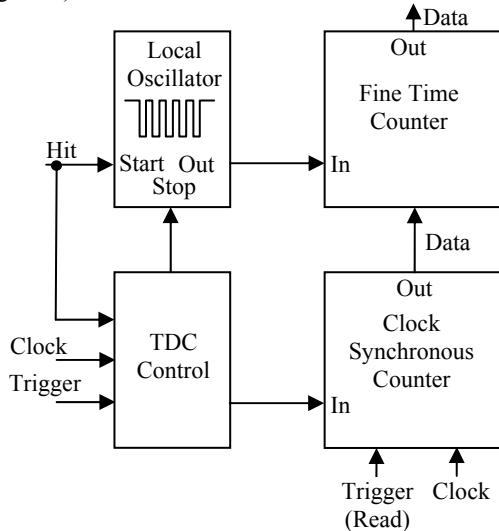 Data
Local
Oscillator
Out
Fine Time
Counter
Hit
Start Out
Stop
In
Data
Out
Clock
Synchronous
Counter
TDC
Control
Clock
Trigger
In
Trigger
(Read)
Clock